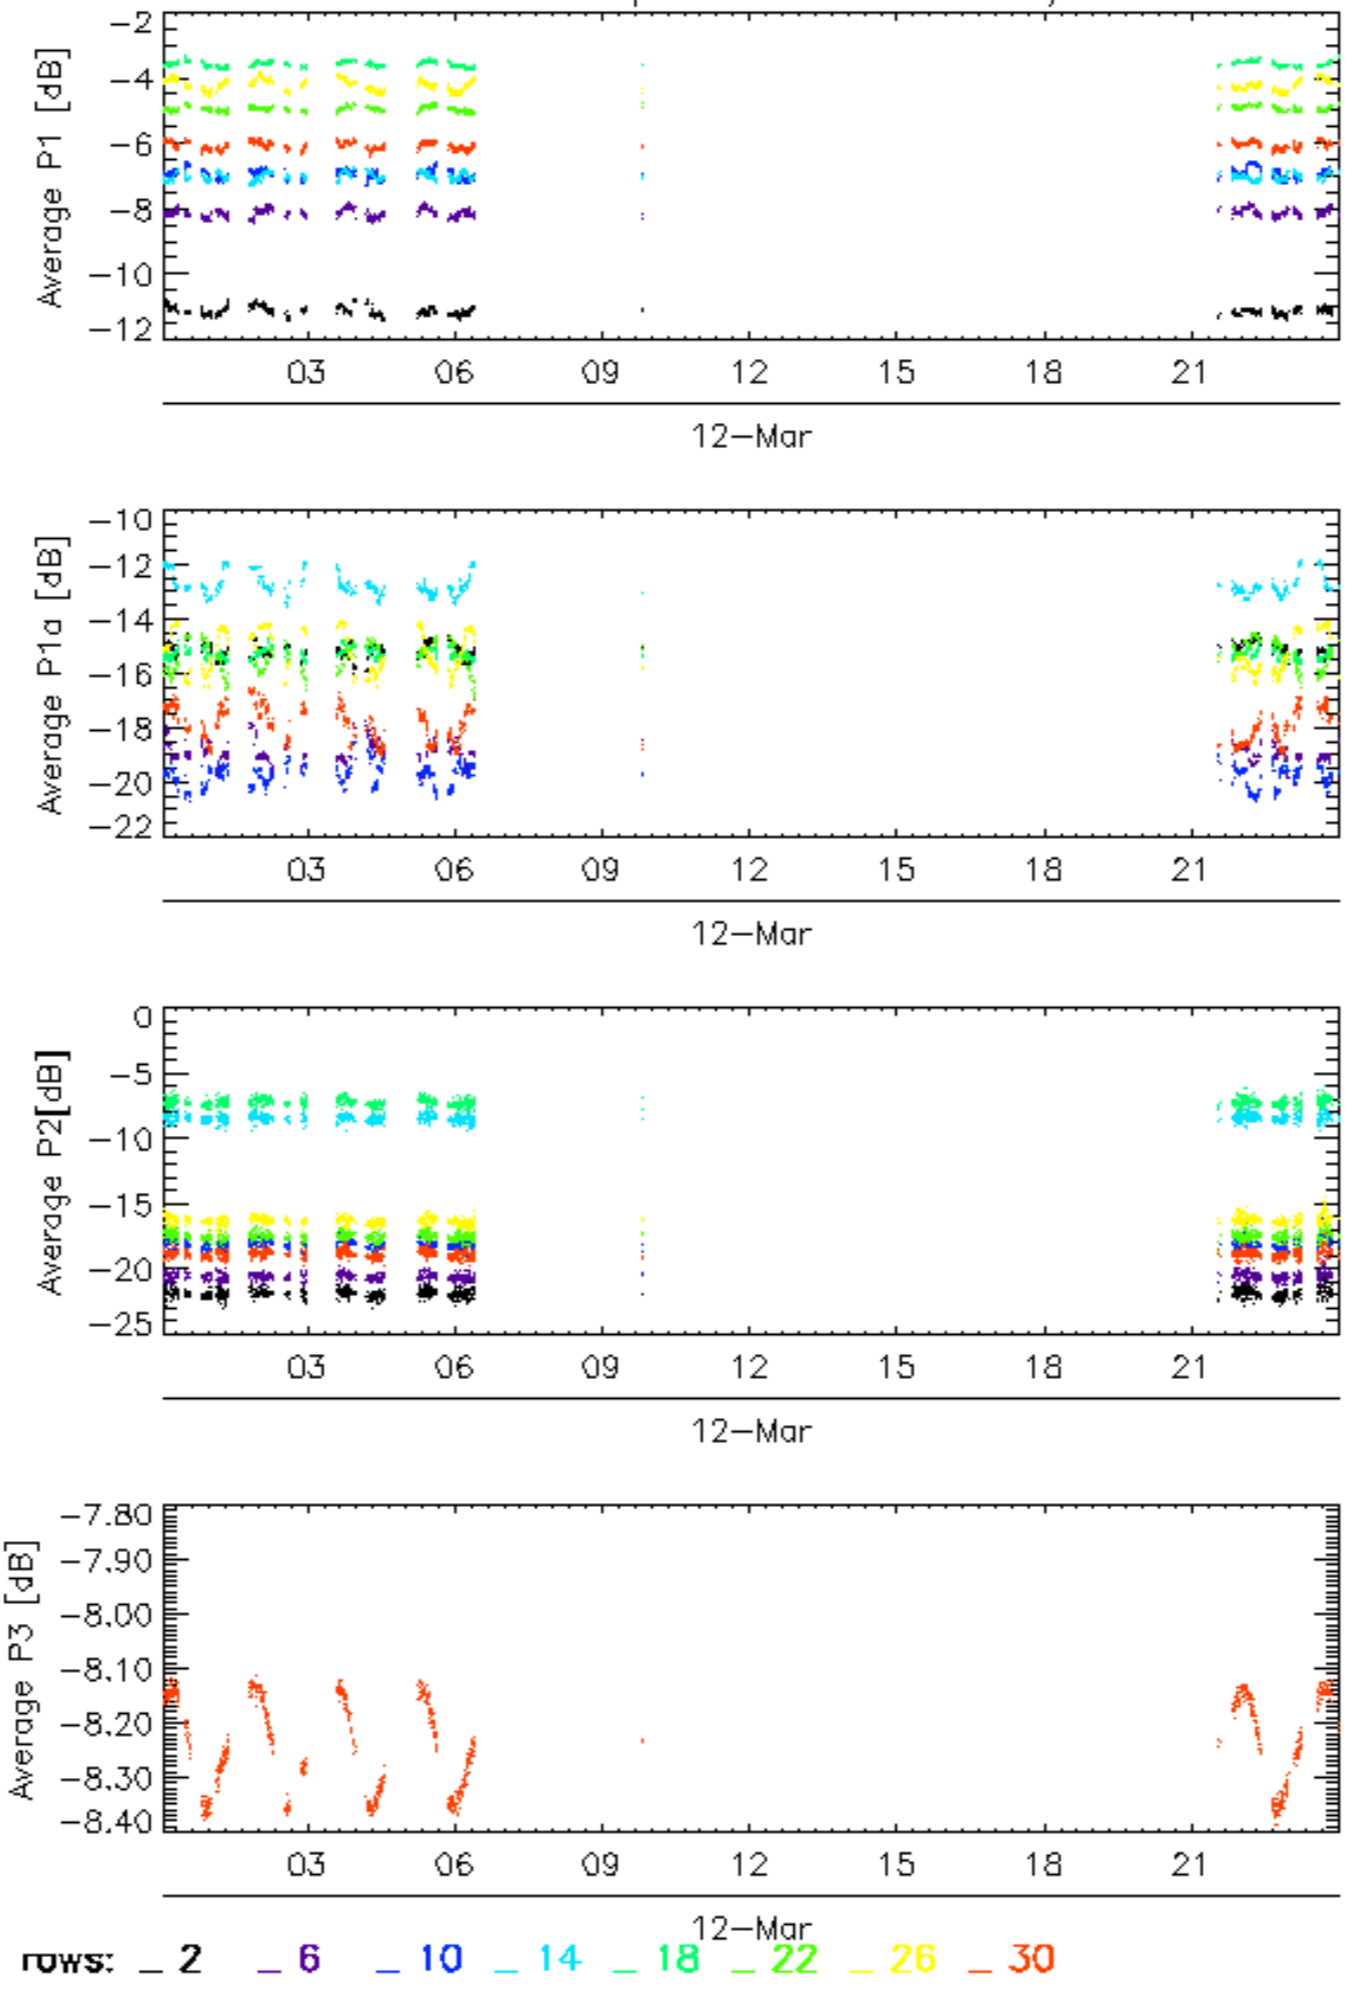 Average P1 [dB]
-2
-4
-6
-8
-10
-12
03 06 09 12 15 18 21
12-Mar
Average P1a [dB]
-10
-12
-14
-16
-18
-20
-22
03 06 09 12 15 18 21
12-Mar
Average P2[dB]
0
-5
-10
-15
-20
-25
03 06 09 12 15 18 21
12-Mar
Average P3 [dB]
-7.80
-7.90
-8.00
-8.10
-8.20
-8.30
-8.40
03 06 09 12 15 18 21
12-Mar
rows: _ 2 _ 6 _ 10 _ 14 _ 18 _ 22 _ 26 _ 30